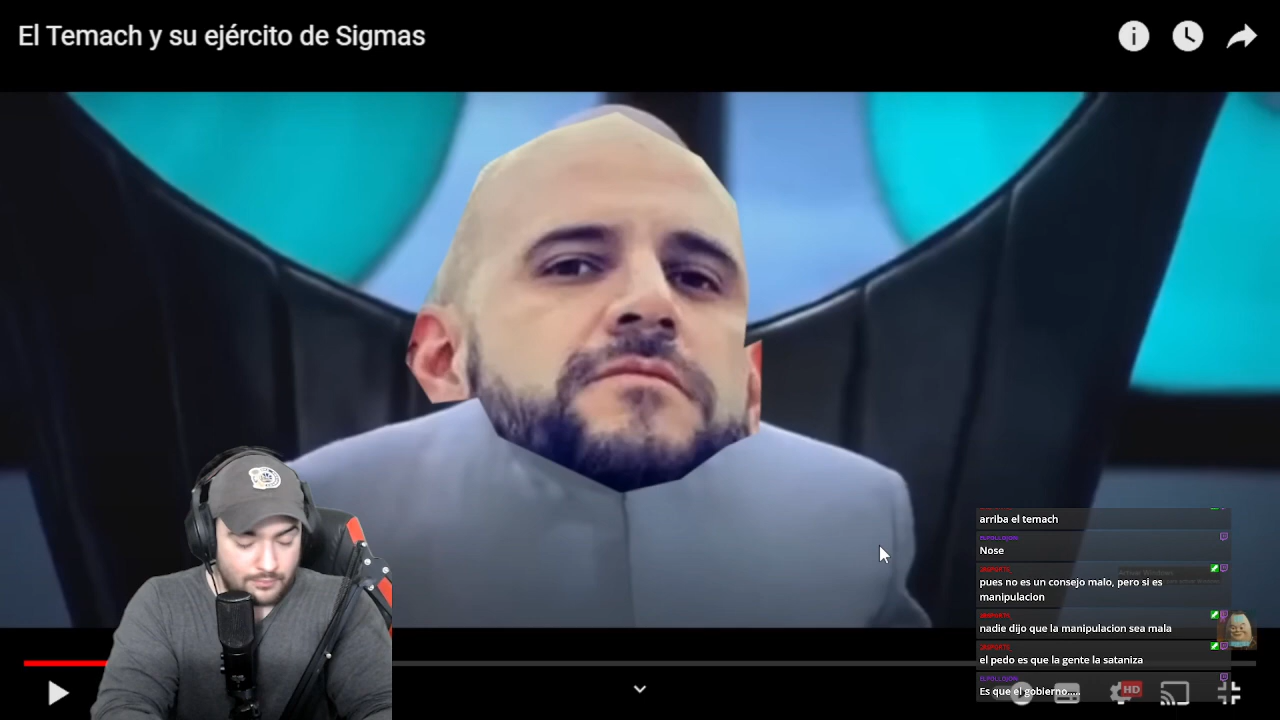 El Temach y su ejército de Sigmas
arriba el temach
Nose
pues no es un consejo malo, pero si es
manipulacion
nadie dijo que la manipulacion sea mala
el pedo es que la gente la sataniza
Es que el gobierno.....
HD
Activar Windows